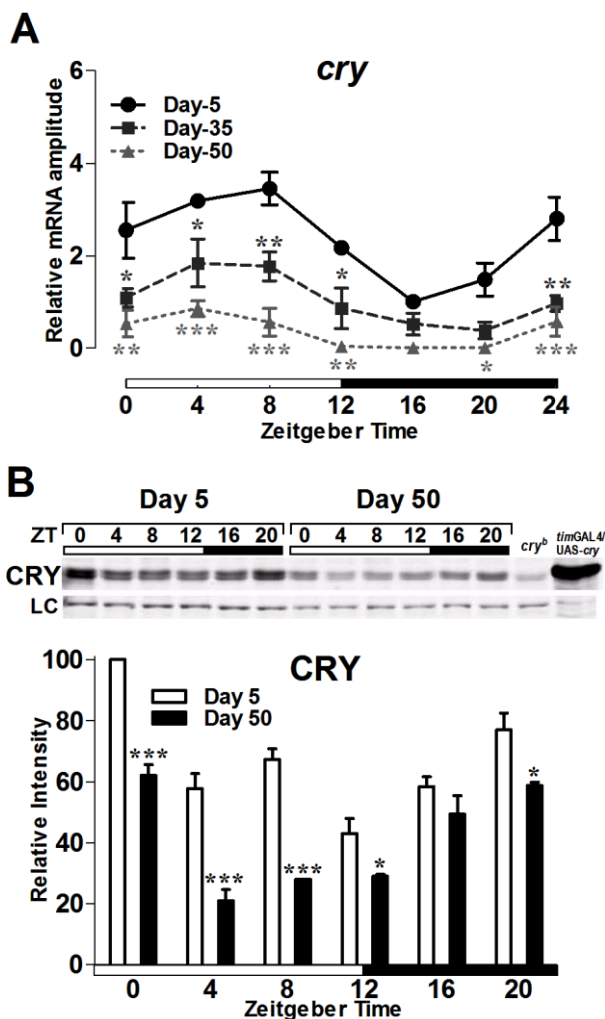 A
cry
Relative mRNA amplitude
6
4
2
0
Day-5
Day-35
Day-50
* * ** * **
** *** *** ** * ***
0 4 8 12 16 20 24
Zeitgeber Time
B
Day 5 Day 50
ZT 0 4 8 12 16 20 0 4 8 12 16 20 cryᵇ timGAL4/
UAS-cry
CRY
LC
CRY
Relative Intensity
100
80
60
40
20
0
Day 5
Day 50
*** *** *** * *
0 4 8 12 16 20
Zeitgeber Time